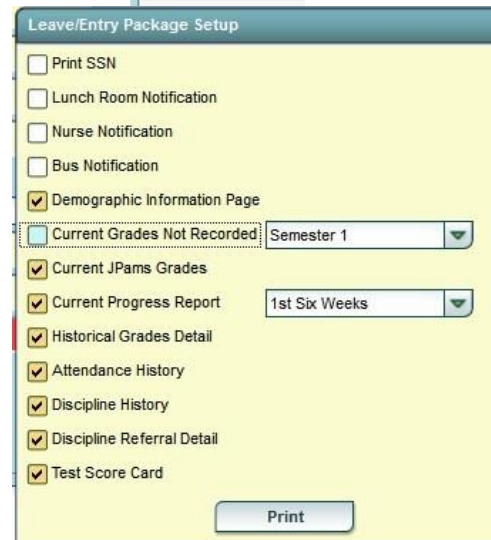 Leave/Entry Package Setup
Print SSN
Lunch Room Notification
Nurse Notification
Bus Notification
Demographic Information Page
Current Grades Not Recorded Semester 1
Current JPams Grades
Current Progress Report 1st Six Weeks
Historical Grades Detail
Attendance History
Discipline History
Discipline Referral Detail
Test Score Card
Print